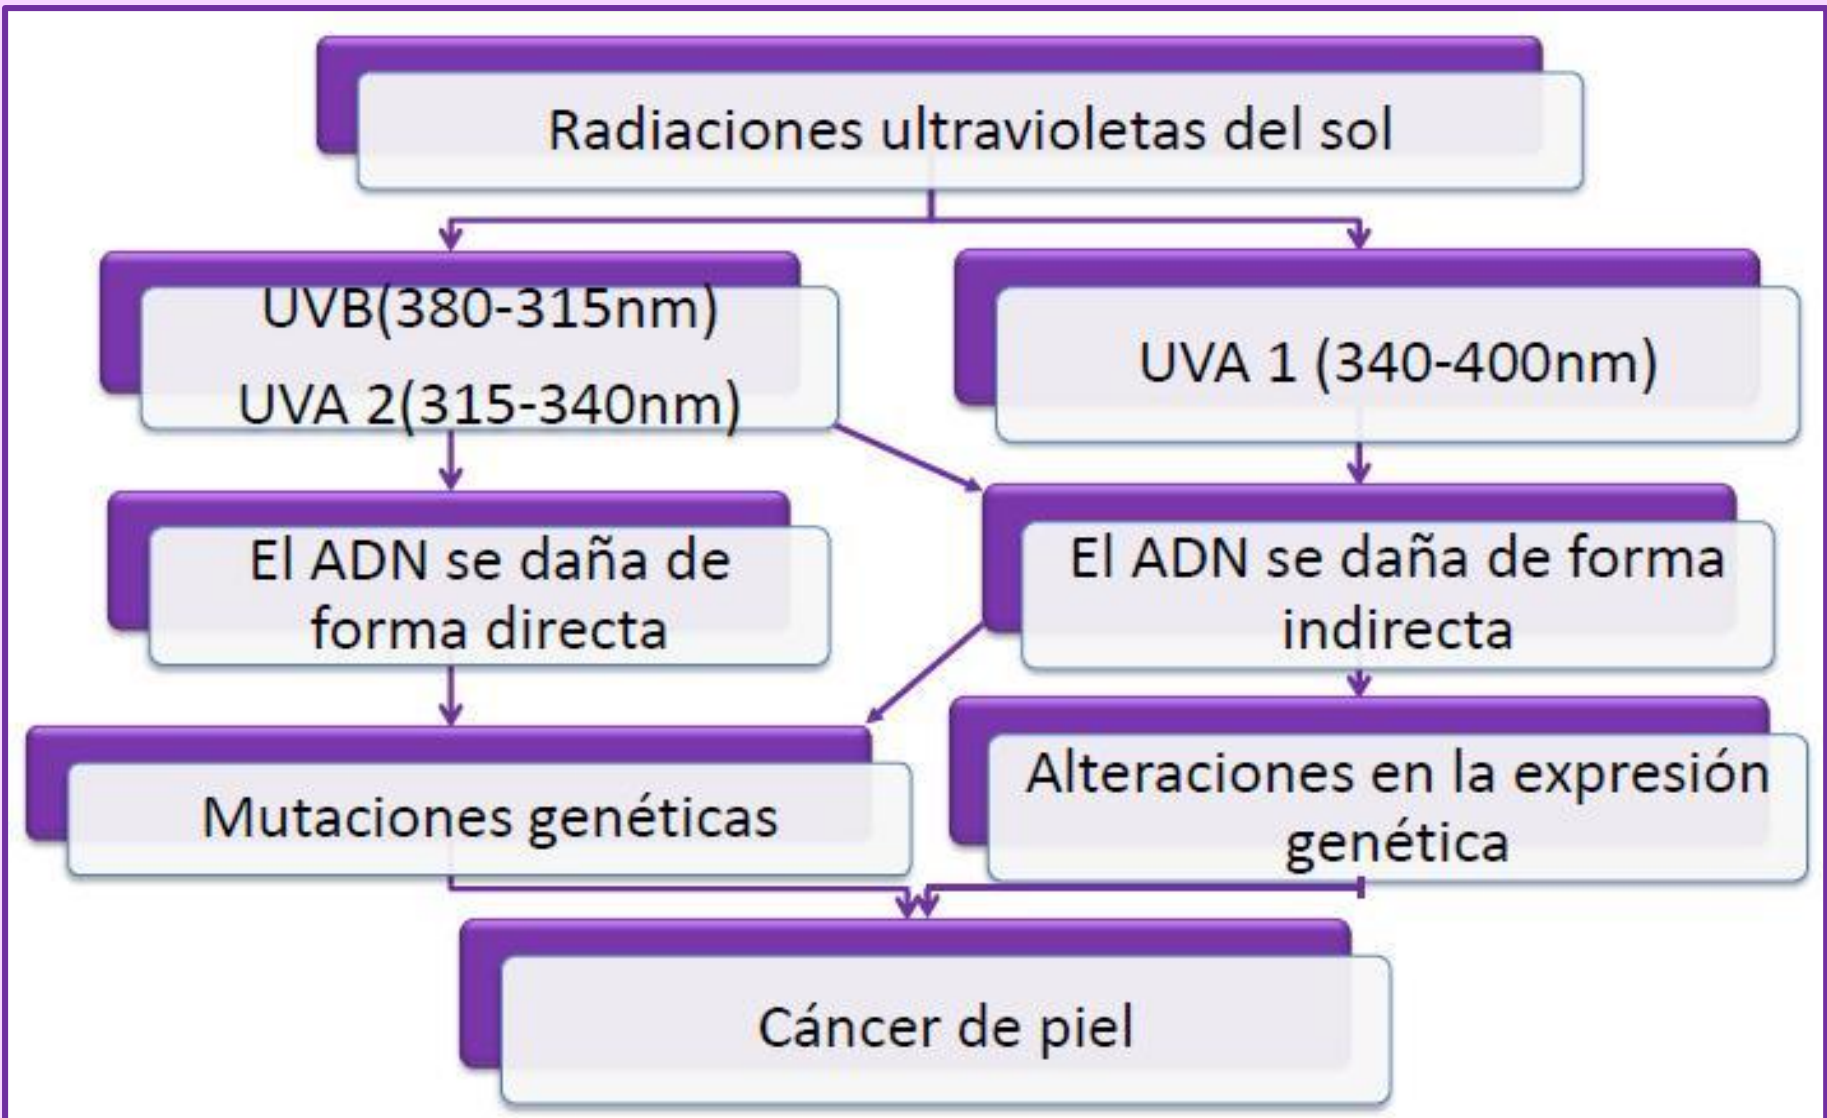 Radiaciones ultravioletas del sol
UVB(380-315nm)
UVA 2(315-340nm)
UVA 1 (340-400nm)
El ADN se daña de
forma directa
El ADN se daña de forma
indirecta
Mutaciones genéticas
Alteraciones en la expresión
genética
Cáncer de piel